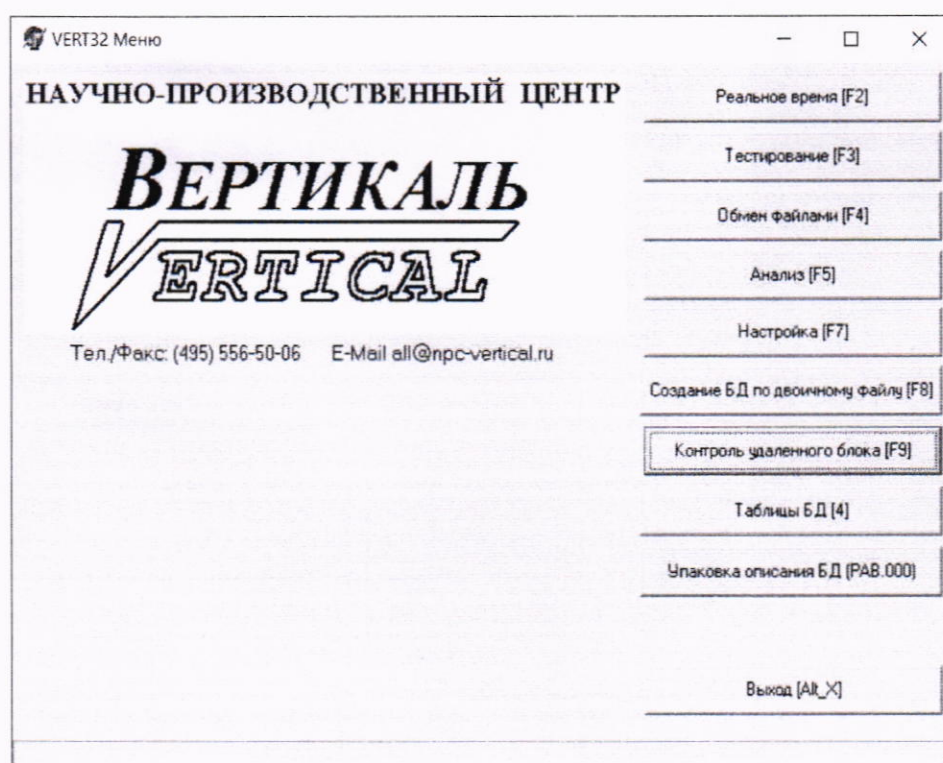 VERT32 Меню
НАУЧНО-ПРОИЗВОДСТВЕННЫЙ ЦЕНТР
ВЕРТИКАЛЬ
VERTICAL
Тел./Факс: (495) 556-50-06 E-Mail all@npc-vertical.ru
Реальное время [F2]
Тестирование [F3]
Обмен файлами [F4]
Анализ [F5]
Настройка [F7]
Создание БД по двоичному файлу [F8]
Контроль удаленного блока [F9]
Таблицы БД [4]
Упаковка описания БД (PAB.000)
Выход [Alt_X]